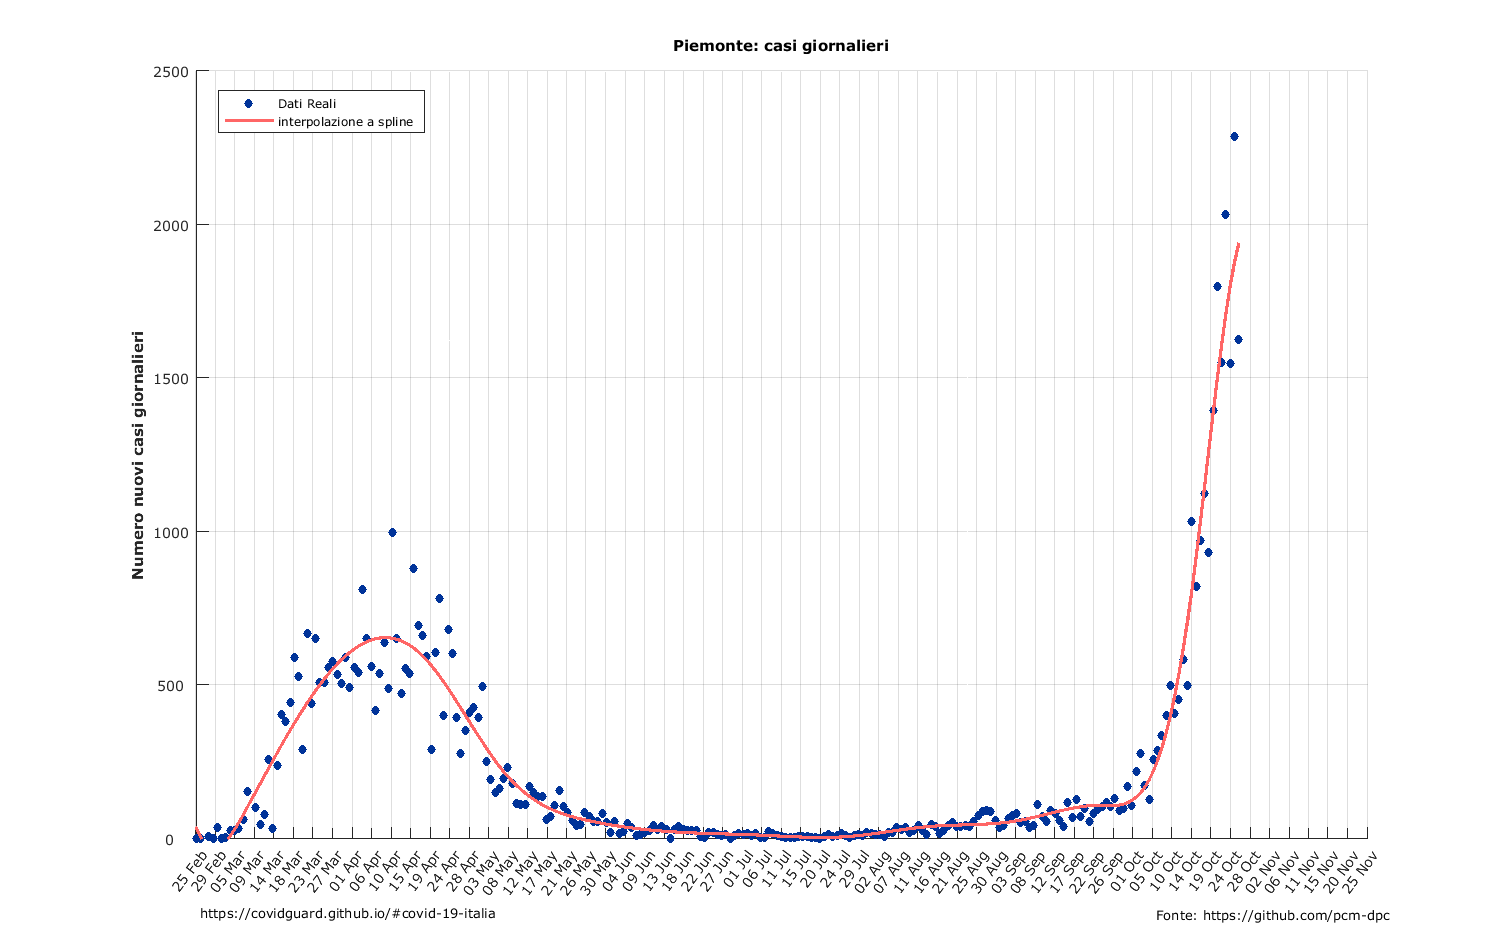 Piemonte: casi giornalieri
Dati Reali
interpolazione a spline
Numero nuovi casi giornalieri
2500
2000
1500
1000
500
0
25 Feb
29 Feb
05 Mar
09 Mar
14 Mar
18 Mar
23 Mar
27 Mar
01 Apr
06 Apr
10 Apr
15 Apr
19 Apr
24 Apr
28 Apr
03 May
08 May
12 May
17 May
21 May
26 May
30 May
04 Jun
09 Jun
13 Jun
18 Jun
22 Jun
27 Jun
01 Jul
06 Jul
11 Jul
15 Jul
20 Jul
24 Jul
29 Jul
02 Aug
07 Aug
11 Aug
16 Aug
21 Aug
25 Aug
30 Aug
03 Sep
08 Sep
12 Sep
17 Sep
22 Sep
26 Sep
01 Oct
05 Oct
10 Oct
14 Oct
19 Oct
24 Oct
28 Oct
02 Nov
06 Nov
11 Nov
15 Nov
20 Nov
25 Nov
https://covidguard.github.io/#covid-19-italia
Fonte: https://github.com/pcm-dpc